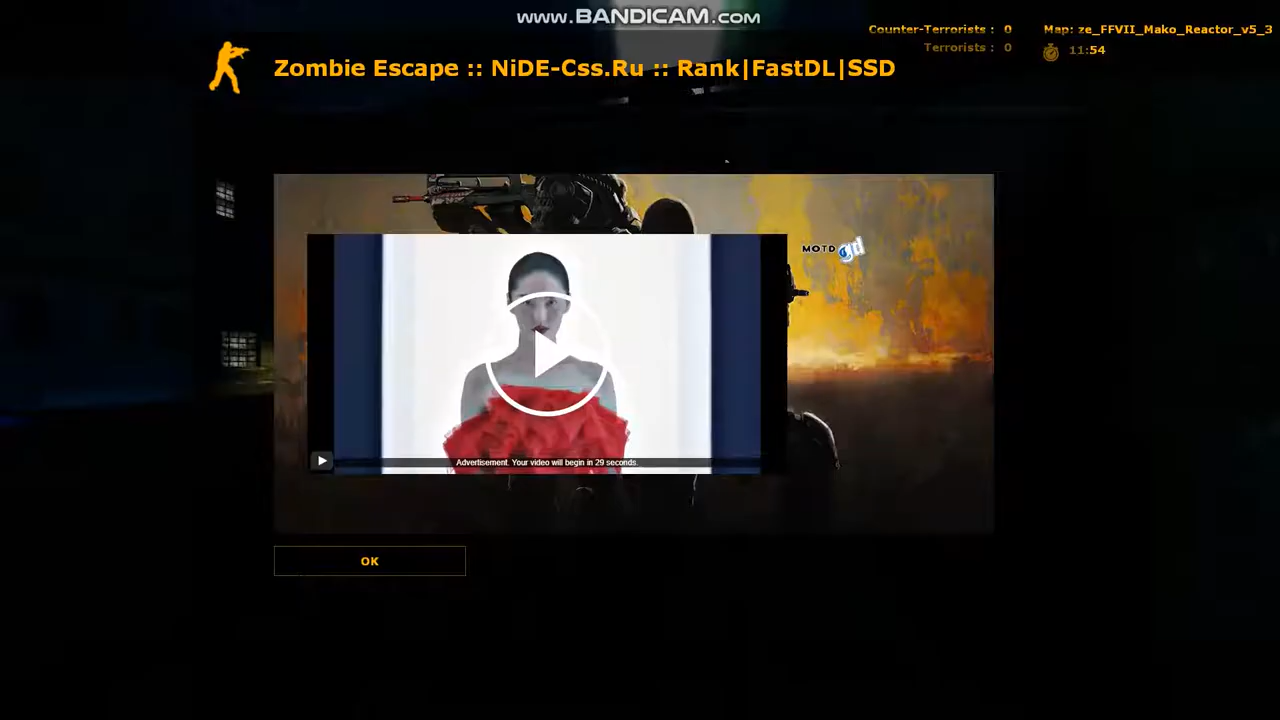 www.BANDICAM.com
Counter-Terrorists : 0
Map: ze_FFVII_Mako_Reactor_v5_3
Terrorists : 0
11:54
Zombie Escape :: NiDE-Css.Ru :: Rank|FastDL|SSD
MOTD gd
Advertisement. Your video will begin in 29 seconds.
OK